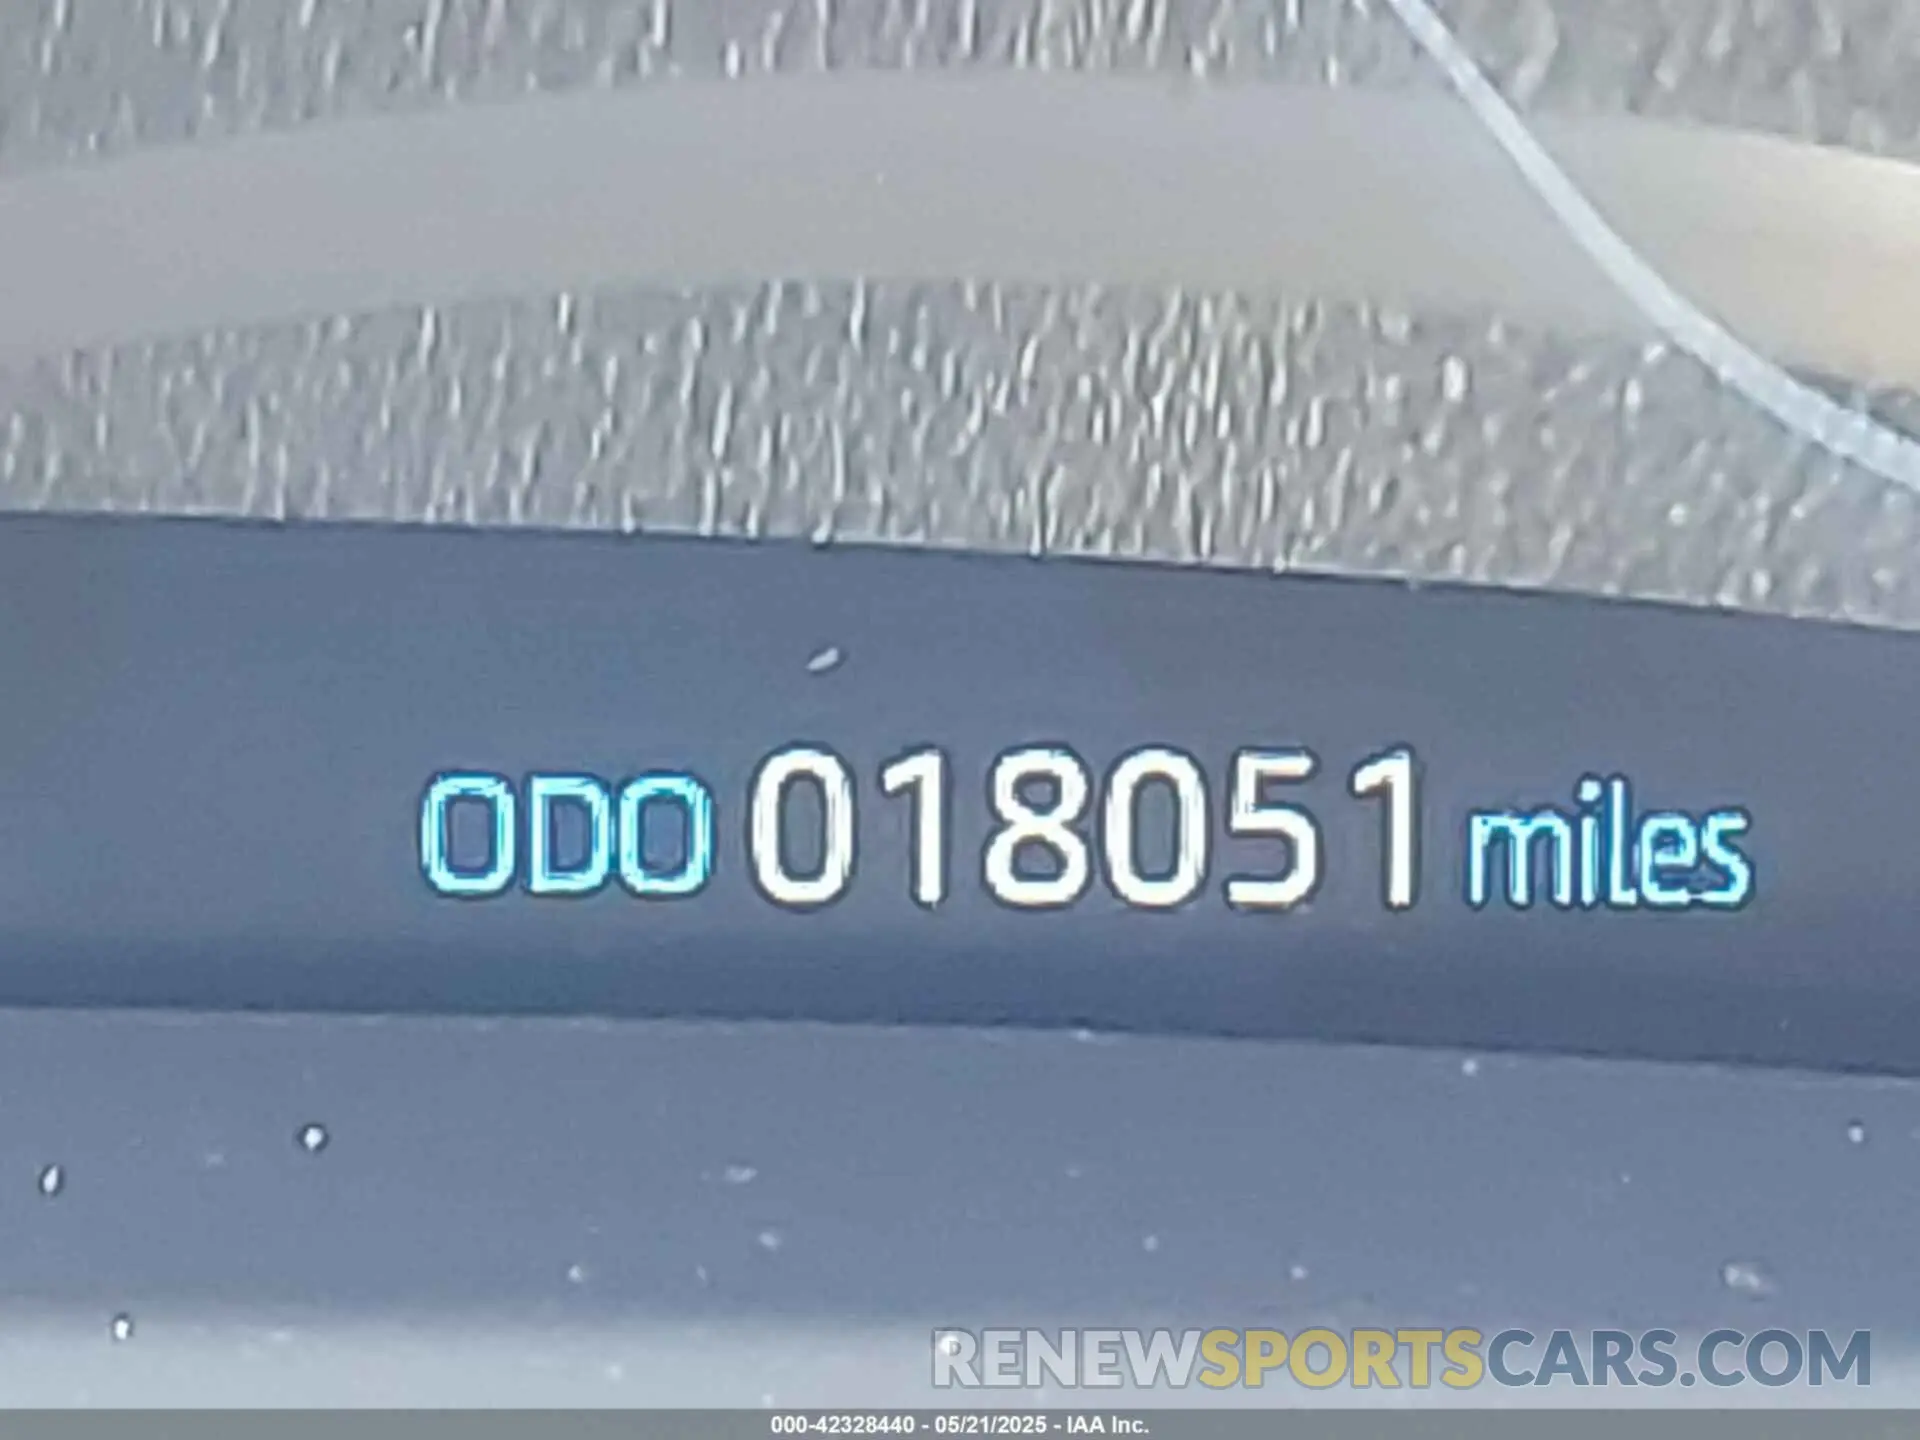 ODO 018051 miles
RENEWSPORTSCARS.COM
000-42328440 - 05/21/2025 - IAA Inc.